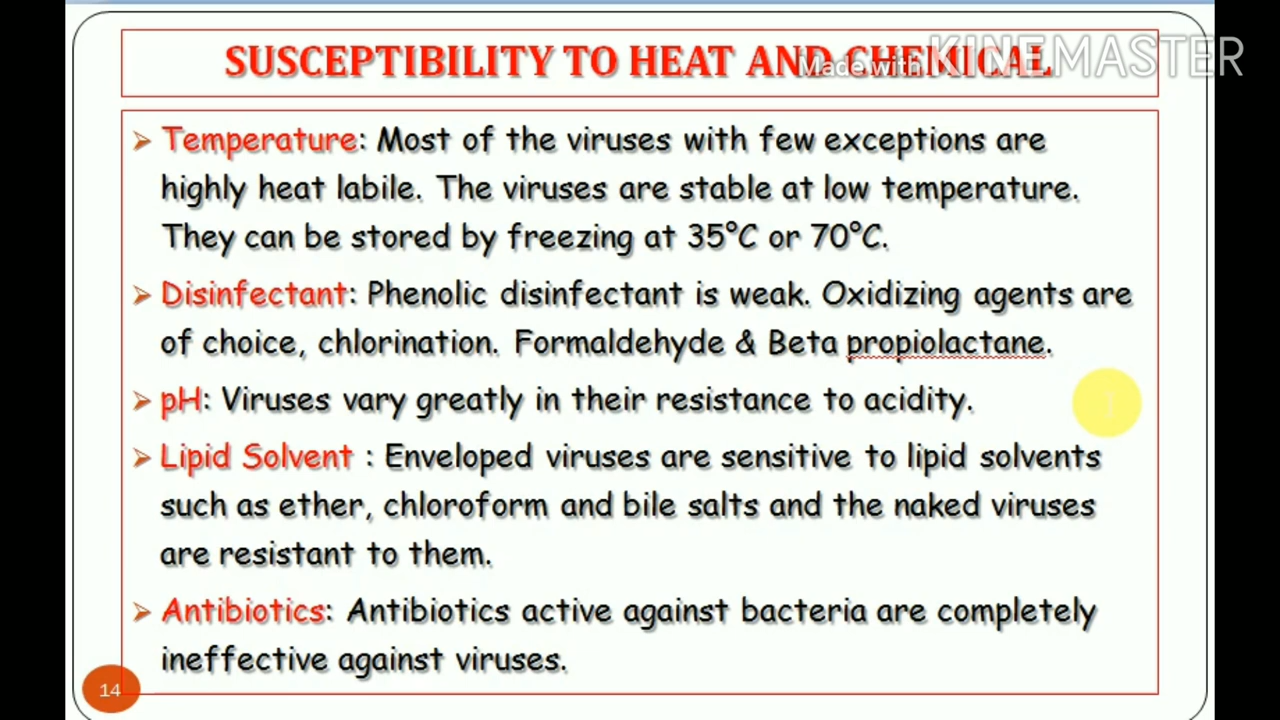 SUSCEPTIBILITY TO HEAT AND CHEMICAL
Made with KINEMASTER
➢ Temperature: Most of the viruses with few exceptions are
highly heat labile. The viruses are stable at low temperature.
They can be stored by freezing at 35°C or 70°C.
➢ Disinfectant: Phenolic disinfectant is weak. Oxidizing agents are
of choice, chlorination. Formaldehyde & Beta propiolactane.
➢ pH: Viruses vary greatly in their resistance to acidity.
➢ Lipid Solvent : Enveloped viruses are sensitive to lipid solvents
such as ether, chloroform and bile salts and the naked viruses
are resistant to them.
➢ Antibiotics: Antibiotics active against bacteria are completely
ineffective against viruses.
14